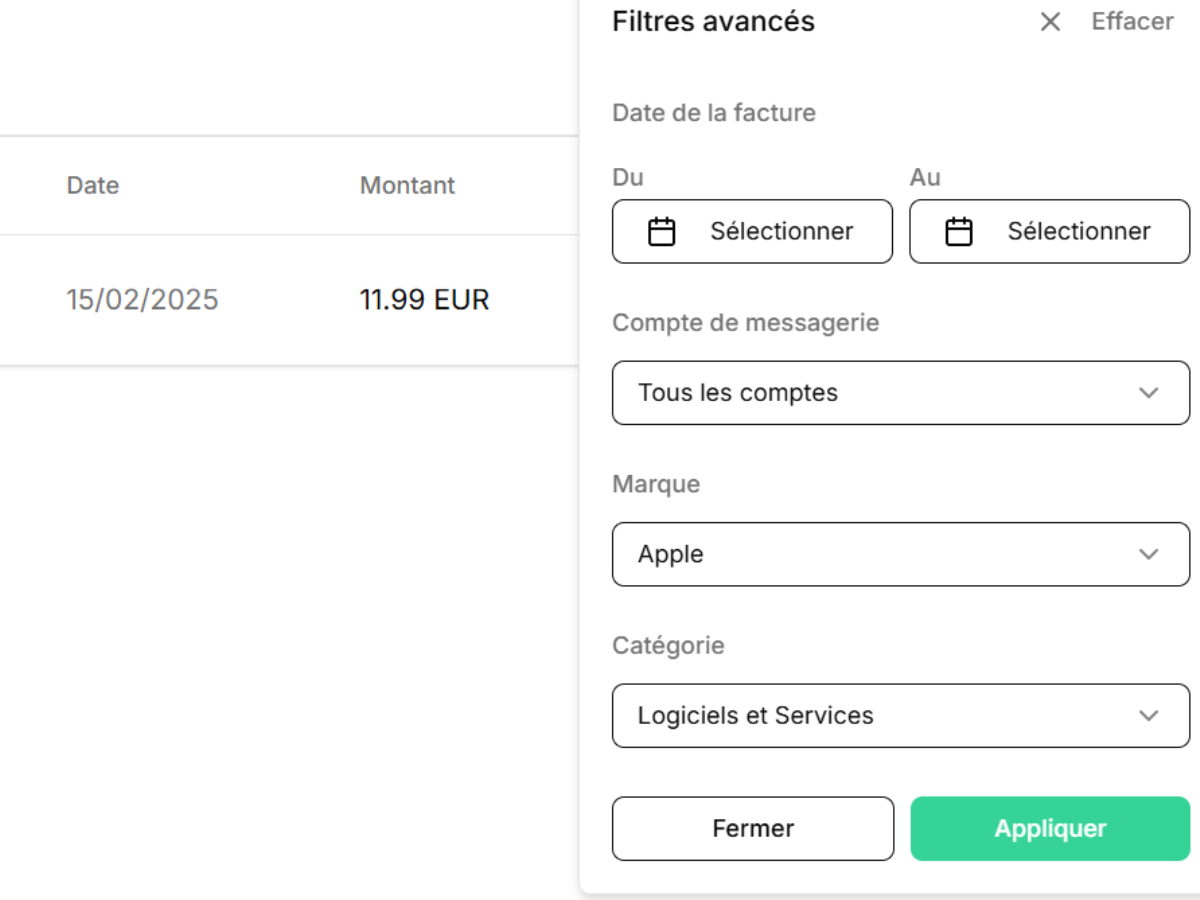 Filtres avancés
Effacer
Date de la facture
Date
Montant
Du
Au
Sélectionner
Sélectionner
15/02/2025
11.99 EUR
Compte de messagerie
Tous les comptes
Marque
Apple
Catégorie
Logiciels et Services
Fermer
Appliquer